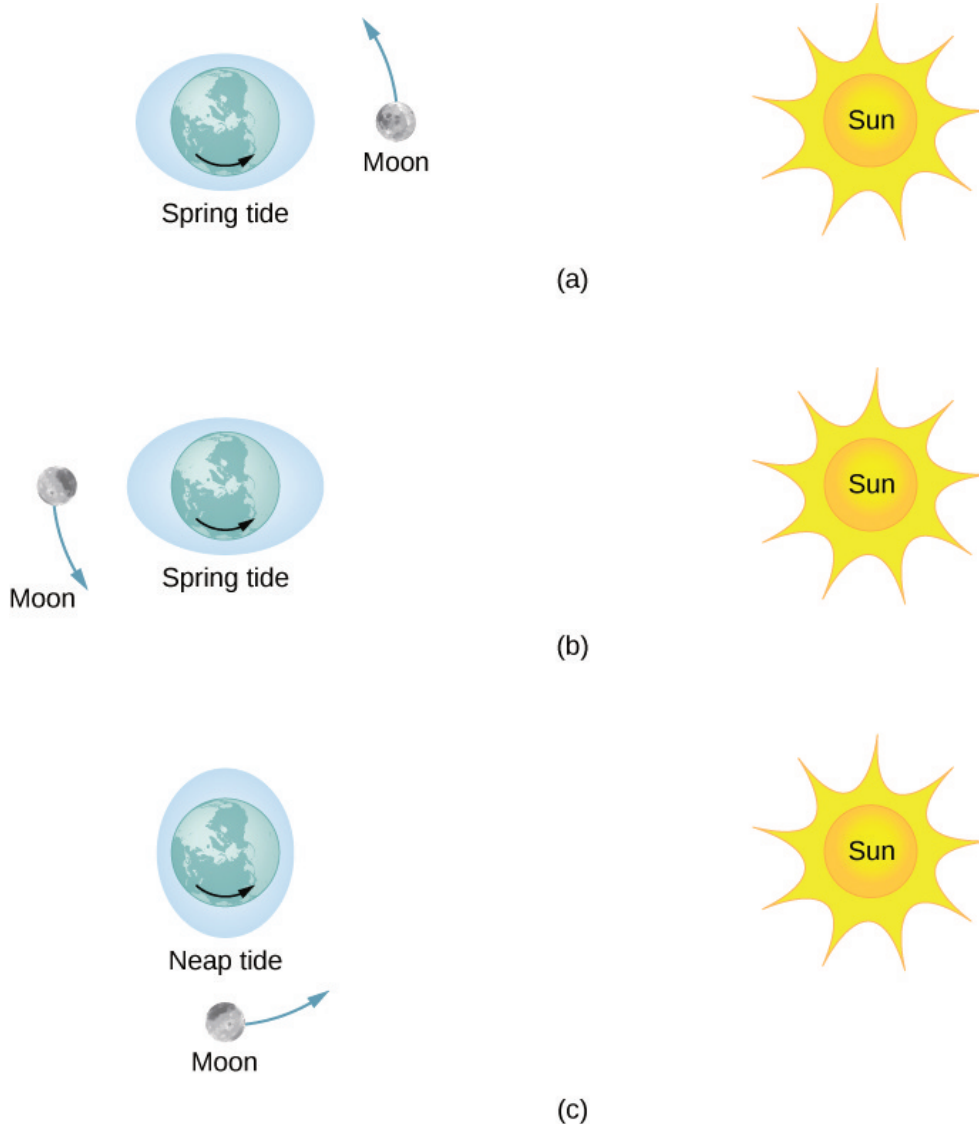 Sun
Moon
Spring tide
(a)
Sun
Spring tide
Moon
(b)
Sun
Neap tide
Moon
(c)